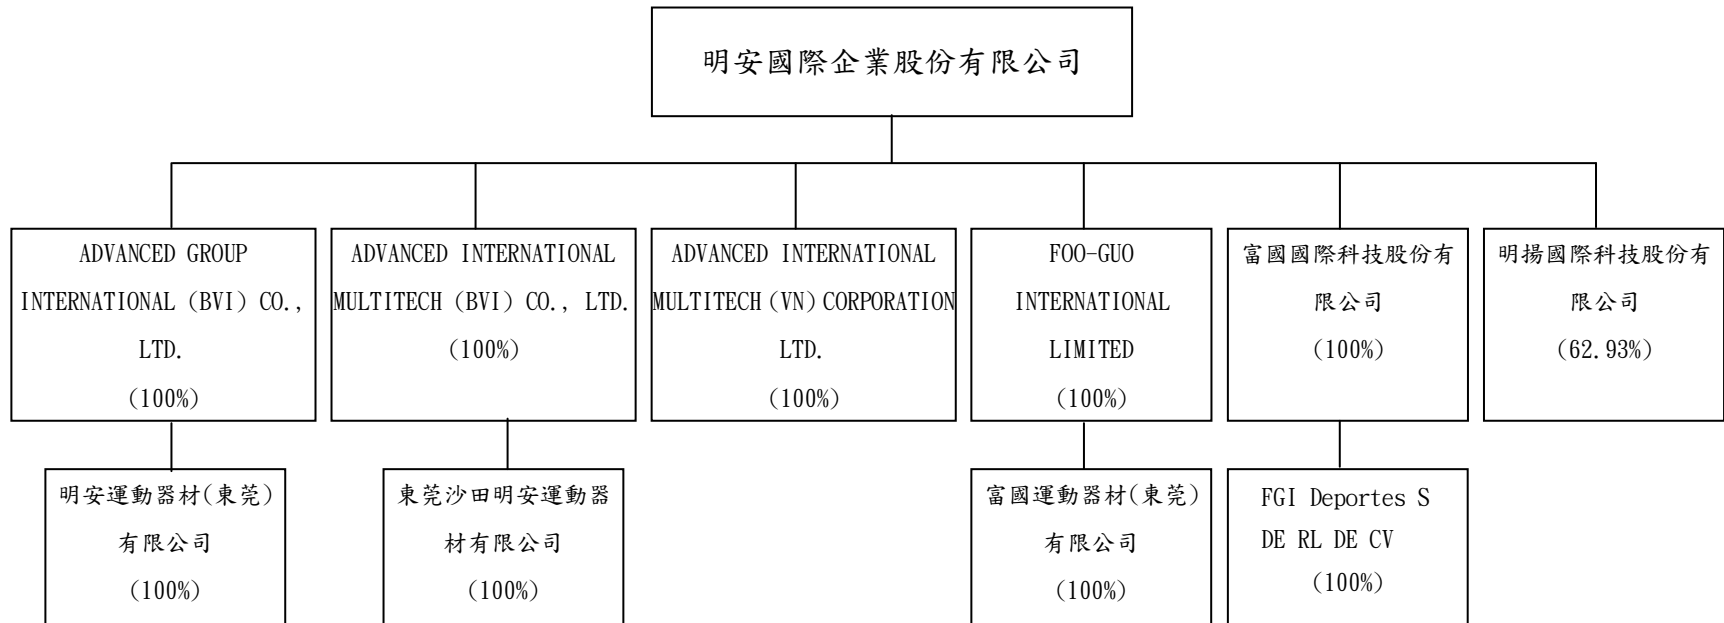 明安國際企業股份有限公司
ADVANCED GROUP
INTERNATIONAL (BVI) CO.,
LTD.
(100%)
ADVANCED INTERNATIONAL
MULTITECH (BVI) CO., LTD.
(100%)
ADVANCED INTERNATIONAL
MULTITECH (VN) CORPORATION
LTD.
(100%)
FOO-GUO
INTERNATIONAL
LIMITED
(100%)
富國國際科技股份有
限公司
(100%)
明揚國際科技股份有
限公司
(62.93%)
明安運動器材(東莞)
有限公司
(100%)
東莞沙田明安運動器
材有限公司
(100%)
富國運動器材(東莞)
有限公司
(100%)
FGI Deportes S
DE RL DE CV
(100%)